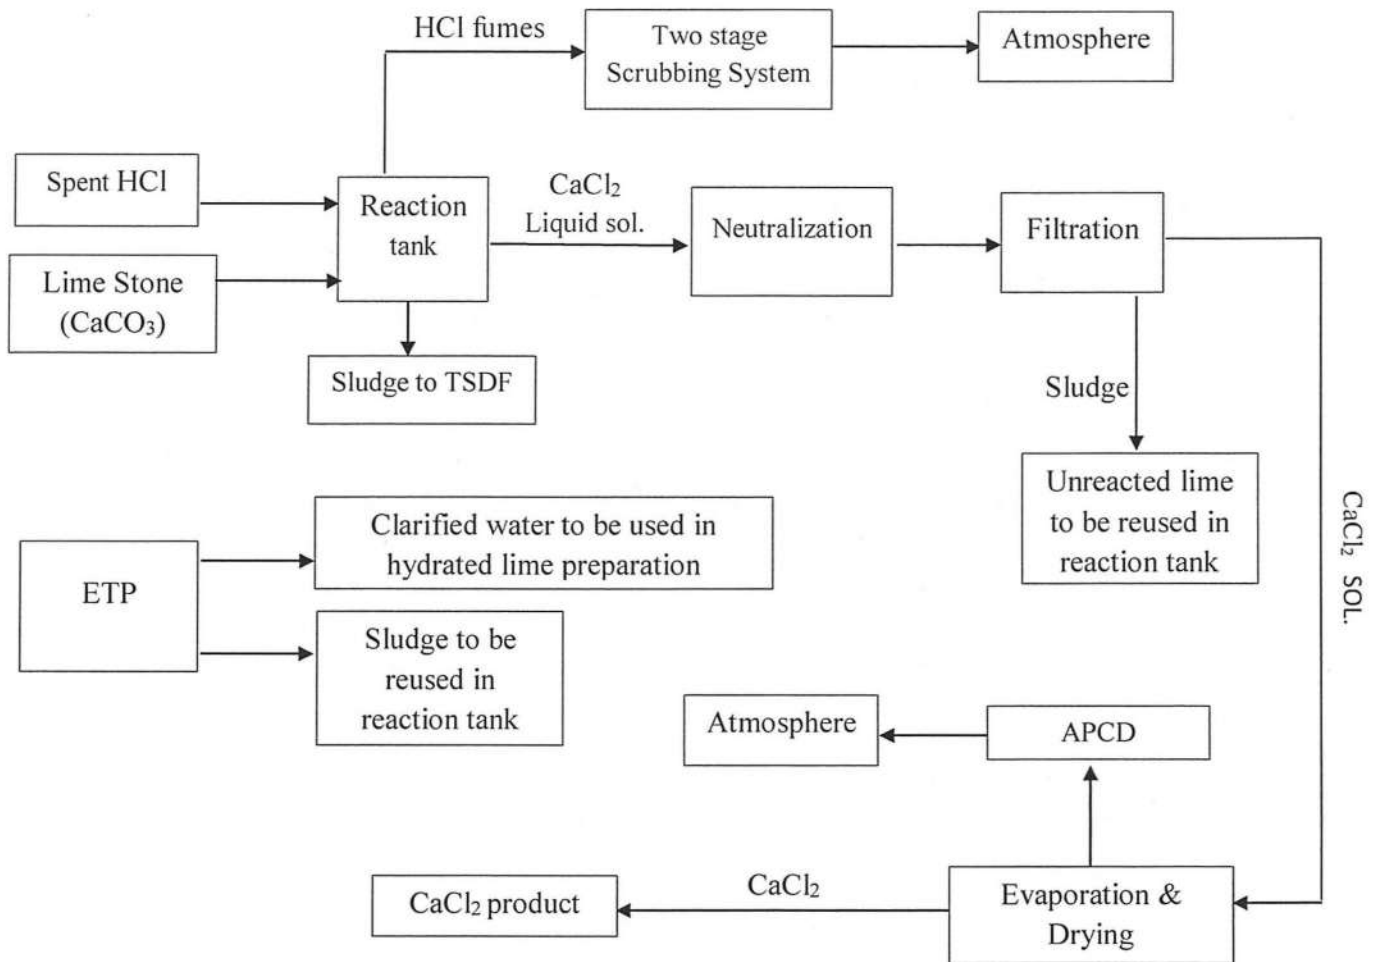 HCl fumes
Two stage
Scrubbing System
Atmosphere
Spent HCl
Lime Stone
(CaCO₃)
Reaction
tank
CaCl₂
Liquid sol.
Neutralization
Filtration
Sludge to TSDF
Sludge
Unreacted lime
to be reused in
reaction tank
CaCl₂ SOL.
ETP
Clarified water to be used in
hydrated lime preparation
Sludge to be
reused in
reaction tank
Atmosphere
APCD
CaCl₂ product
CaCl₂
Evaporation &
Drying